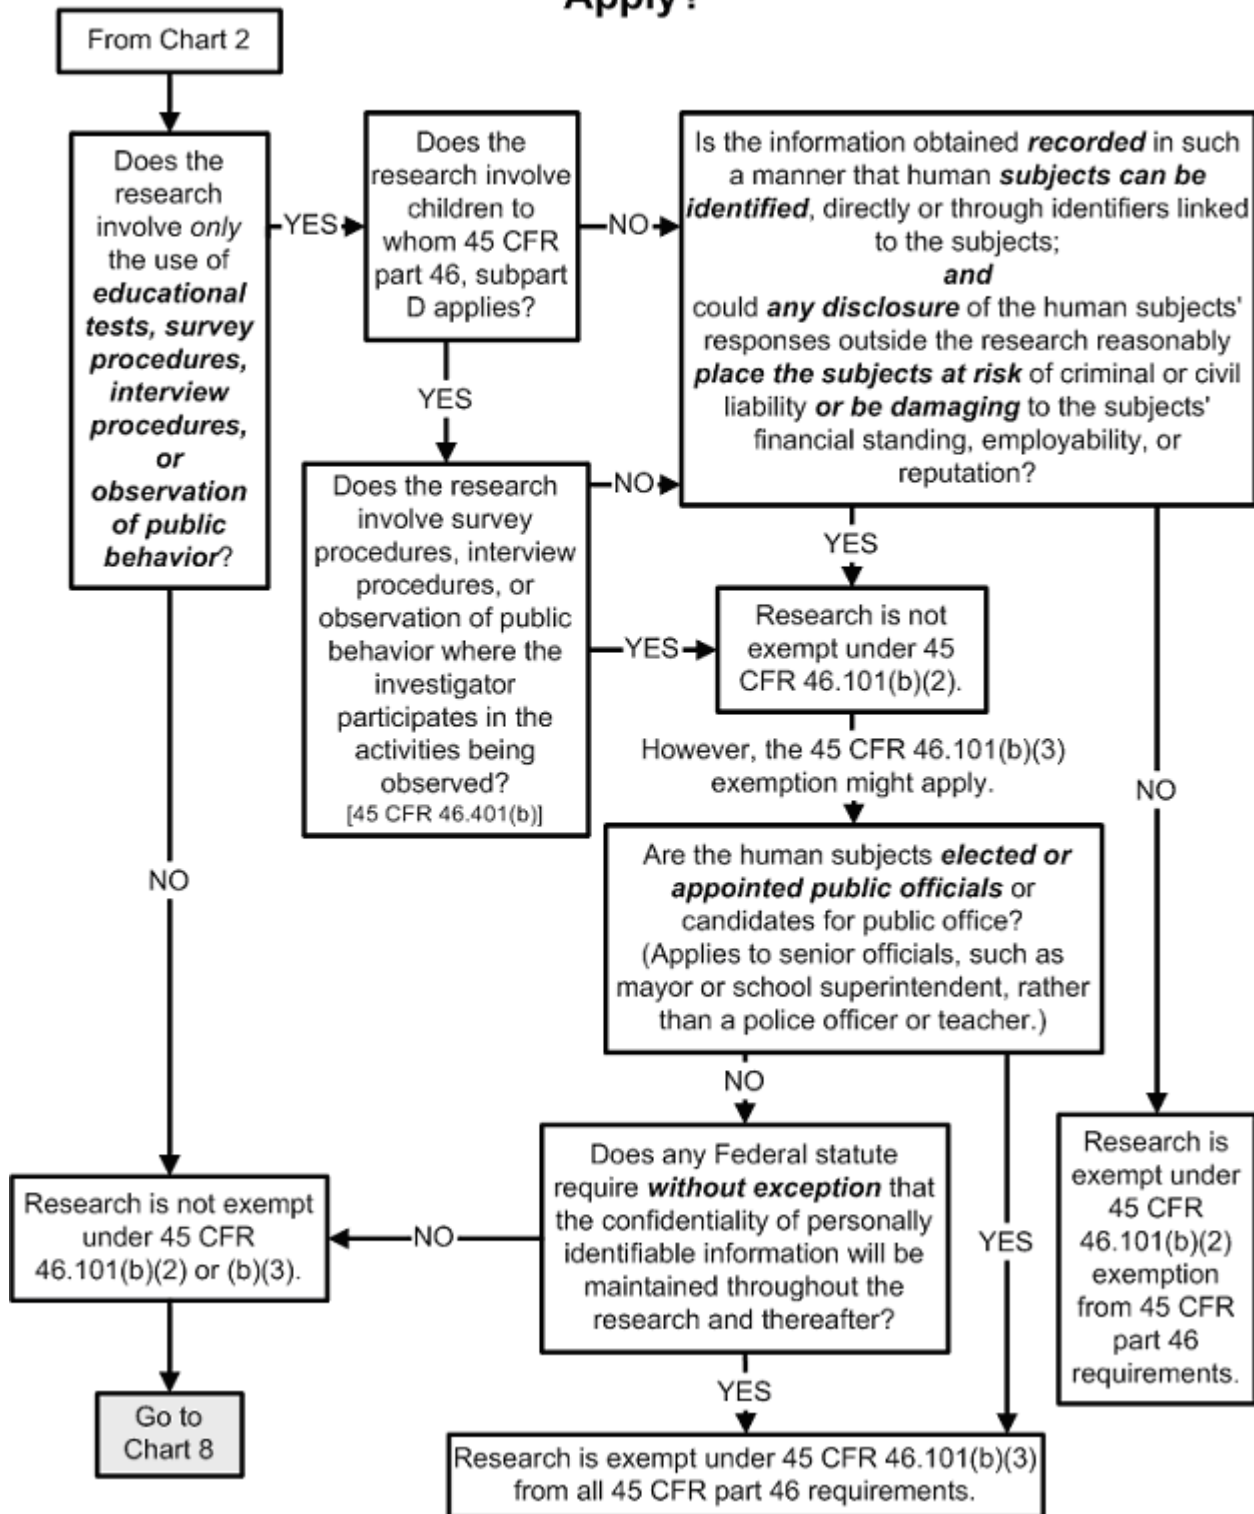 Apply?
From Chart 2
Does the
research
involve only
the use of
educational
tests, survey
procedures,
interview
procedures,
or
observation
of public
behavior?
YES
Does the
research involve
children to
whom 45 CFR
part 46, subpart
D applies?
NO
Is the information obtained recorded in such
a manner that human subjects can be
identified, directly or through identifiers linked
to the subjects;
and
could any disclosure of the human subjects'
responses outside the research reasonably
place the subjects at risk of criminal or civil
liability or be damaging to the subjects'
financial standing, employability, or
reputation?
YES
Does the research
involve survey
procedures, interview
procedures, or
observation of public
behavior where the
investigator
participates in the
activities being
observed?
[45 CFR 46.401(b)]
NO
YES
YES
Research is not
exempt under 45
CFR 46.101(b)(2).
However, the 45 CFR 46.101(b)(3)
exemption might apply.
NO
Are the human subjects elected or
appointed public officials or
candidates for public office?
(Applies to senior officials, such as
mayor or school superintendent, rather
than a police officer or teacher.)
NO
NO
Does any Federal statute
require without exception that
the confidentiality of personally
identifiable information will be
maintained throughout the
research and thereafter?
YES
Research is
exempt under
45 CFR
46.101(b)(2)
exemption
from 45 CFR
part 46
requirements.
NO
Research is not exempt
under 45 CFR
46.101(b)(2) or (b)(3).
YES
Go to
Chart 8
Research is exempt under 45 CFR 46.101(b)(3)
from all 45 CFR part 46 requirements.